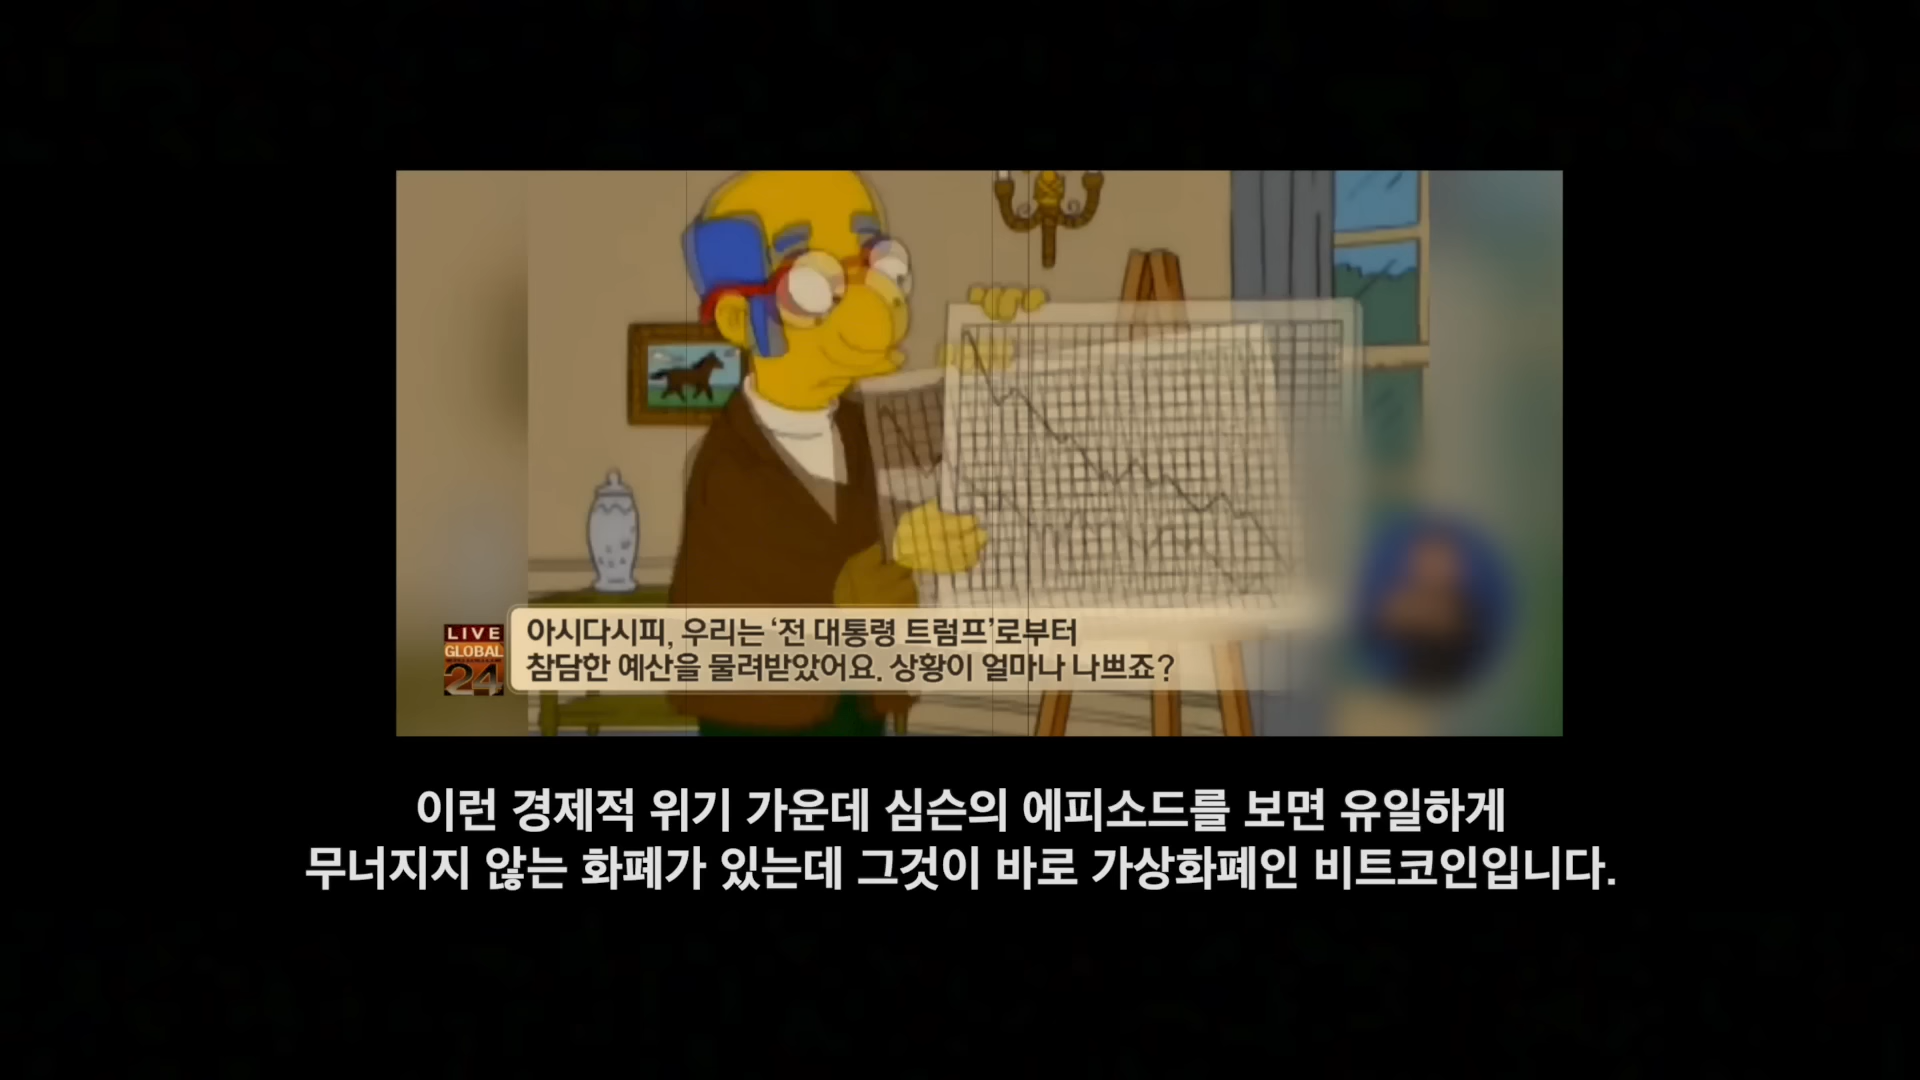 LIVE
GLOBAL
24
아시다시피, 우리는 ‘전 대통령 트럼프’로부터
참담한 예산을 물려받았어요. 상황이 얼마나 나쁘죠?
이런 경제적 위기 가운데 심슨의 에피소드를 보면 유일하게
무너지지 않는 화폐가 있는데 그것이 바로 가상화폐인 비트코인입니다.